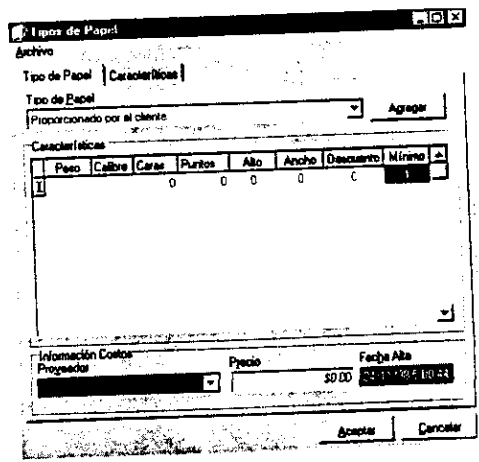 Tipos de Papel
Archivo
Tipo de Papel Características
Tipo de Papel
Proporcionado por el cliente Agregar
Características
Peso Calibre Caras Puntos Alto Ancho Descuento Mínimo
0 0 0 0 0 1
Información Costos
Proveedor Precio Fecha Alta
$0.00
Aceptar Cancelar